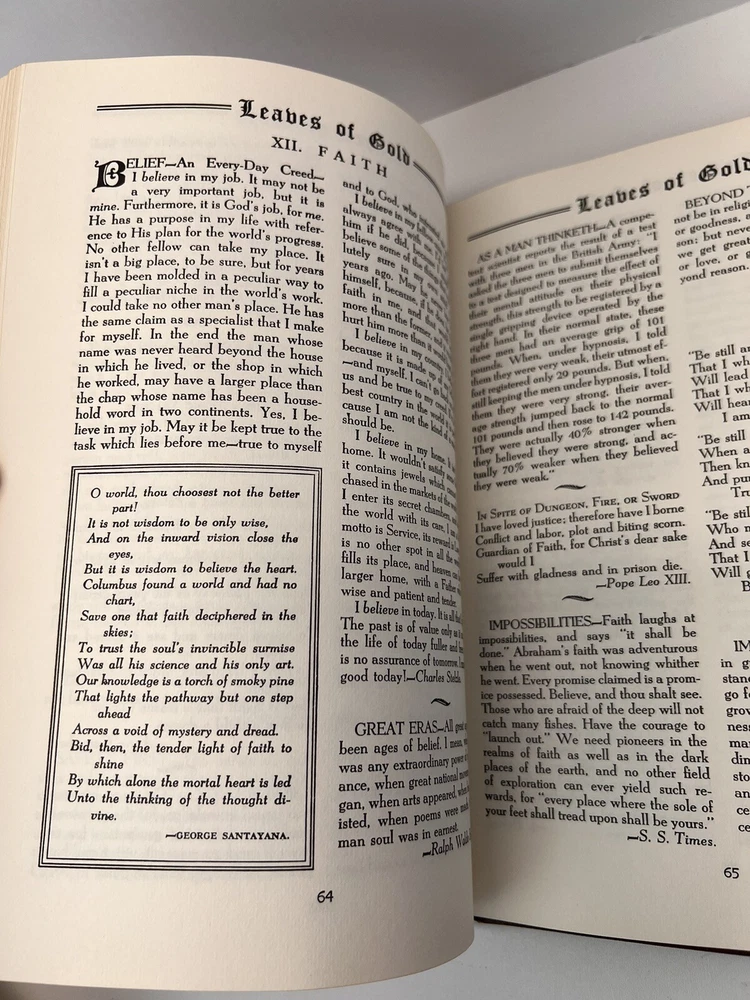 Leaves of Gold
XII. FAITH
BELIEF—An Every-Day Creed—
I believe in my job. It may not be
a very important job, but it is
mine. Furthermore, it is God's job, for me.
He has a purpose in my life with refer-
ence to His plan for the world's progress.
No other fellow can take my place. It
isn't a big place, to be sure, but for years
I have been molded in a peculiar way to
fill a peculiar niche in the world's work.
I could take no other man's place. He has
the same claim as a specialist that I make
for myself. In the end the man whose
name was never heard beyond the house
in which he lived, or the shop in which
he worked, may have a larger place than
the chap whose name has been a house-
hold word in two continents. Yes, I be-
lieve in my job. May it be kept true to the
task which lies before me—true to myself
O world, thou choosest not the better
part!
It is not wisdom to be only wise,
And on the inward vision close the
eyes,
But it is wisdom to believe the heart.
Columbus found a world and had no
chart,
Save one that faith deciphered in the
skies;
To trust the soul's invincible surmise
Was all his science and his only art.
Our knowledge is a torch of smoky pine
That lights the pathway but one step
ahead
Across a void of mystery and dread.
Bid, then, the tender light of faith to
shine
By which alone the mortal heart is led
Unto the thinking of the thought di-
vine.
—GEORGE SANTAYANA.
and to God, who
I believe in my
always agree with me
him if he did.
believe some of the
lutely sure in my
years ago. May
himself, because, if
faith in me, and
more than the former, and
hurt him more than it would
I believe in my country
because it is made up of
—and myself. I can't
us and be true to my creed.
best country in the world
cause I am not the kind of
should be.
I believe in my home.
home. It wouldn't satisfy
it contains jewels which
chased in the markets of the
I enter its secret chambers,
the world with its care, I
motto is Service, its reward
is no other spot in all the
fills its place, and heaven can
larger home, with a Father
wise and patient and tender.
I believe in today. It is all
The past is of value only as
the life of today fuller and
is no assurance of tomorrow. I
good today!—Charles Stelzle.
GREAT ERAS—All great
been ages of belief. I mean,
was any extraordinary power
ance, when great national
gan, when arts appeared, when
isted, when poems were
man soul was in earnest.
—Ralph
64
Leaves of Gold
AS A MAN THINKETH—A compe-
tent scientist reports the result of a test
with three men in the British Army: "I
asked the three men to submit themselves
to a test designed to measure the effect of
their mental attitude on their physical
strength, this strength to be registered by a
single gripping device operated by the
right hand. In their normal state, these
three men had an average grip of 101
pounds. When, under hypnosis, I told
them they were very weak, their utmost ef-
fort registered only 29 pounds. But when,
still keeping the men under hypnosis, I told
them they were very strong, their aver-
age strength jumped back to the normal
101 pounds and then rose to 142 pounds.
They were actually 40% stronger when
they believed they were strong, and ac-
tually 70% weaker when they believed
they were weak."
IN SPITE OF DUNGEON, FIRE, OR SWORD
I have loved justice; therefore have I borne
Conflict and labor, plot and biting scorn.
Guardian of Faith, for Christ's dear sake
would I
Suffer with gladness and in prison die.
—Pope Leo XIII.
IMPOSSIBILITIES—Faith laughs at
impossibilities, and says "it shall be
done." Abraham's faith was adventurous
when he went out, not knowing whither
he went. Every promise claimed is a prom-
ice possessed. Believe, and thou shalt see.
Those who are afraid of the deep will not
catch many fishes. Have the courage to
"launch out." We need pioneers in the
realms of faith as well as in the dark
places of the earth, and no other field
of exploration can ever yield such re-
wards, for "every place where the sole of
your feet shall tread upon shall be yours."
—S. S. Times.
BEYOND
not be in
or goodness,
son; but never
we get great
or love, or
yond reason.
"Be still
That I
Will lead
That I
Will hear
I am
"Be still
When a
Then
And
"Be still
Who
And
That
Will
IM
in
65